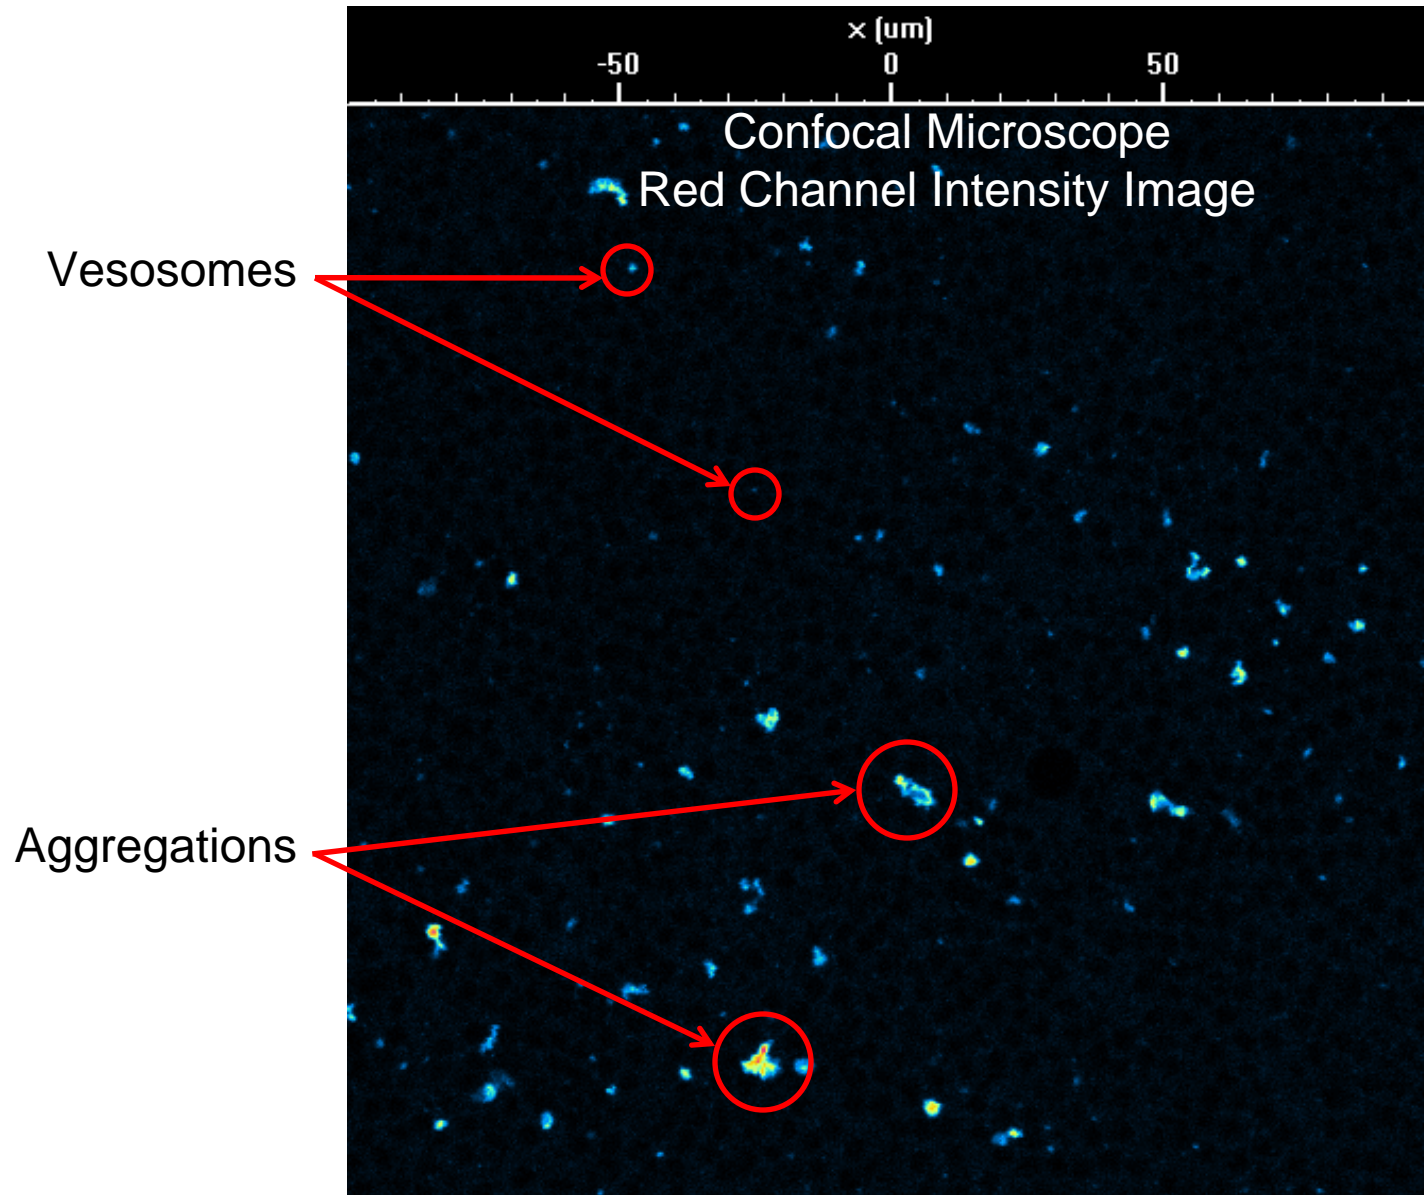 x (um)
-50 0 50
Confocal Microscope
Red Channel Intensity Image
Vesosomes
Aggregations